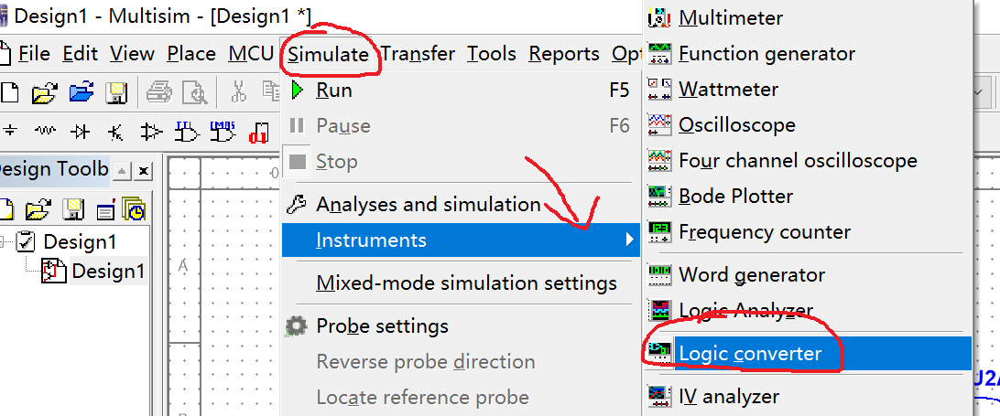 Design1 - Multisim - [Design1 *]
File Edit View Place MCU Simulate Transfer Tools Reports Opt
Run F5
Pause F6
Stop
Analyses and simulation
Instruments
Mixed-mode simulation settings
Probe settings
Reverse probe direction
Locate reference probe
Multimeter
Function generator
Wattmeter
Oscilloscope
Four channel oscilloscope
Bode Plotter
Frequency counter
Word generator
Logic Analyzer
Logic converter
IV analyzer
Design Toolb
Design1
Design1
0
A
U2A